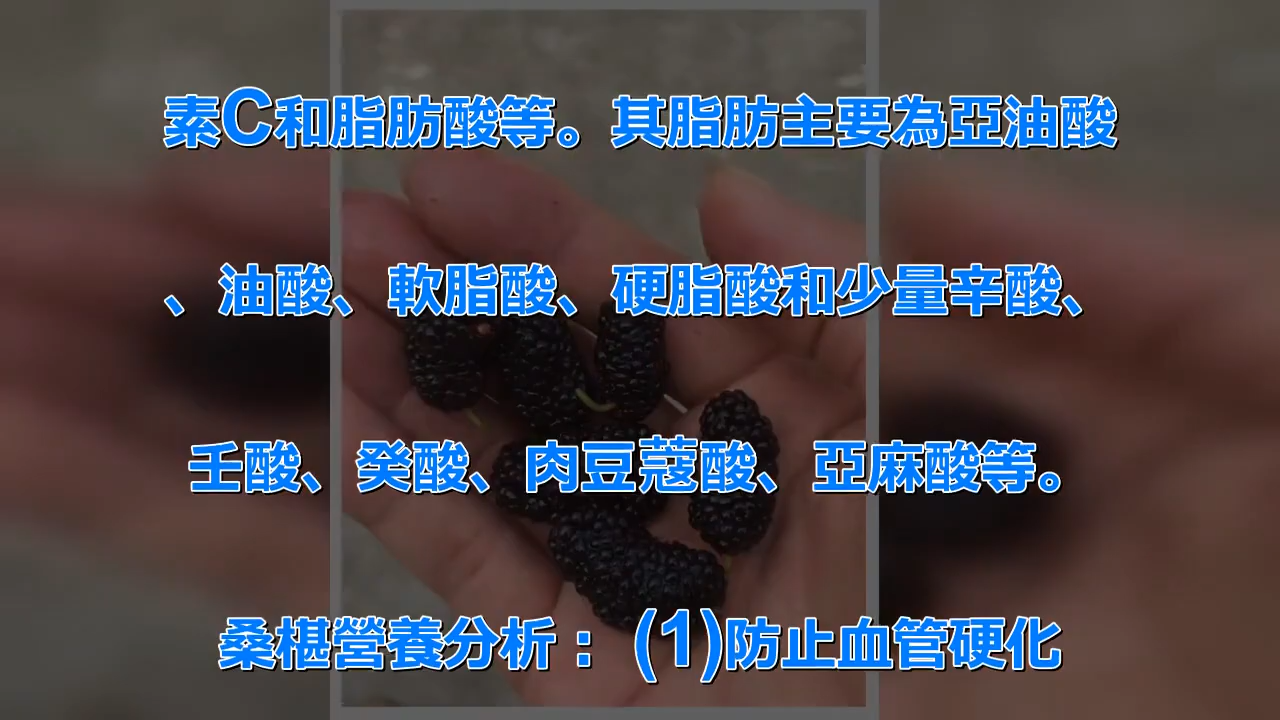 素C和脂肪酸等。其脂肪主要為亞油酸
、油酸、軟脂酸、硬脂酸和少量辛酸、
壬酸、癸酸、肉豆蔻酸、亞麻酸等。
桑椹營養分析：(1)防止血管硬化